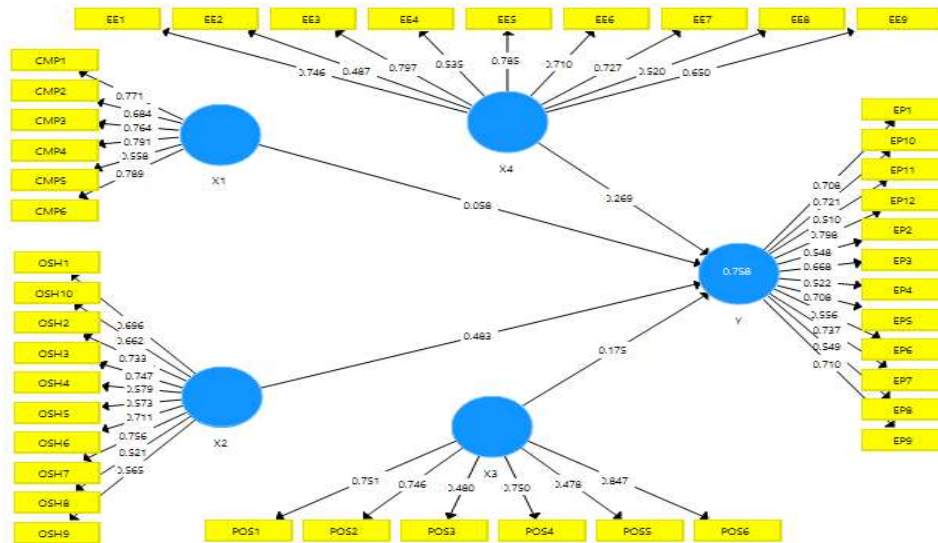 EE1 EE2 EE3 EE4 EE5 EE6 EE7 EE8 EE9
0.746 0.487 0.797 0.535 0.785 0.710 0.727 0.520 0.650
X4
CMP1
CMP2
CMP3
CMP4
CMP5
CMP6
0.771
0.684
0.764
0.791
0.558
0.789
X1
0.058
0.269
EP1
EP10
EP11
EP12
EP2
EP3
EP4
EP5
EP6
EP7
EP8
EP9
0.708
0.721
0.510
0.798
0.548
0.668
0.522
0.708
0.556
0.737
0.549
0.710
0.758
Y
OSH1
OSH10
OSH2
OSH3
OSH4
OSH5
OSH6
OSH7
OSH8
OSH9
0.696
0.662
0.733
0.747
0.579
0.573
0.711
0.756
0.521
0.565
X2
0.483
0.175
X3
0.751 0.746 0.480 0.750 0.478 0.847
POS1 POS2 POS3 POS4 POS5 POS6